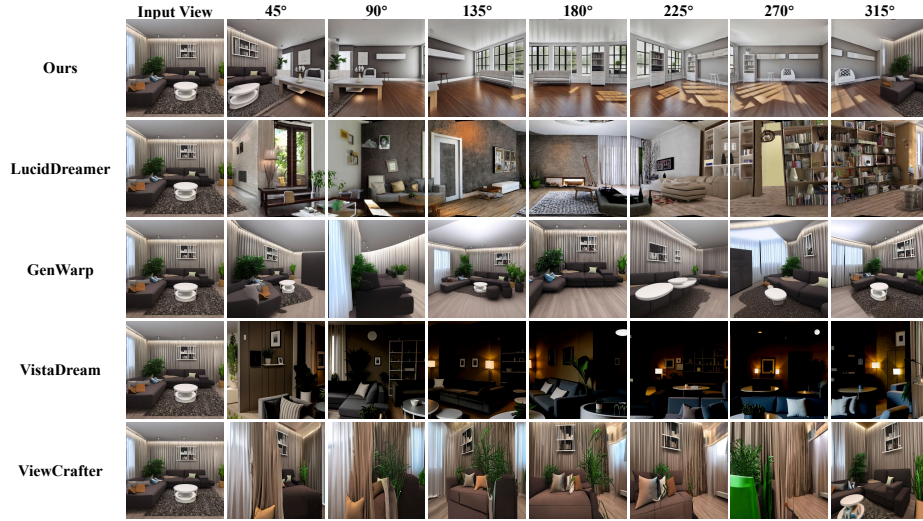 Input View 45° 90° 135° 180° 225° 270° 315°
Ours
LucidDreamer
GenWarp
VistaDream
ViewCrafter